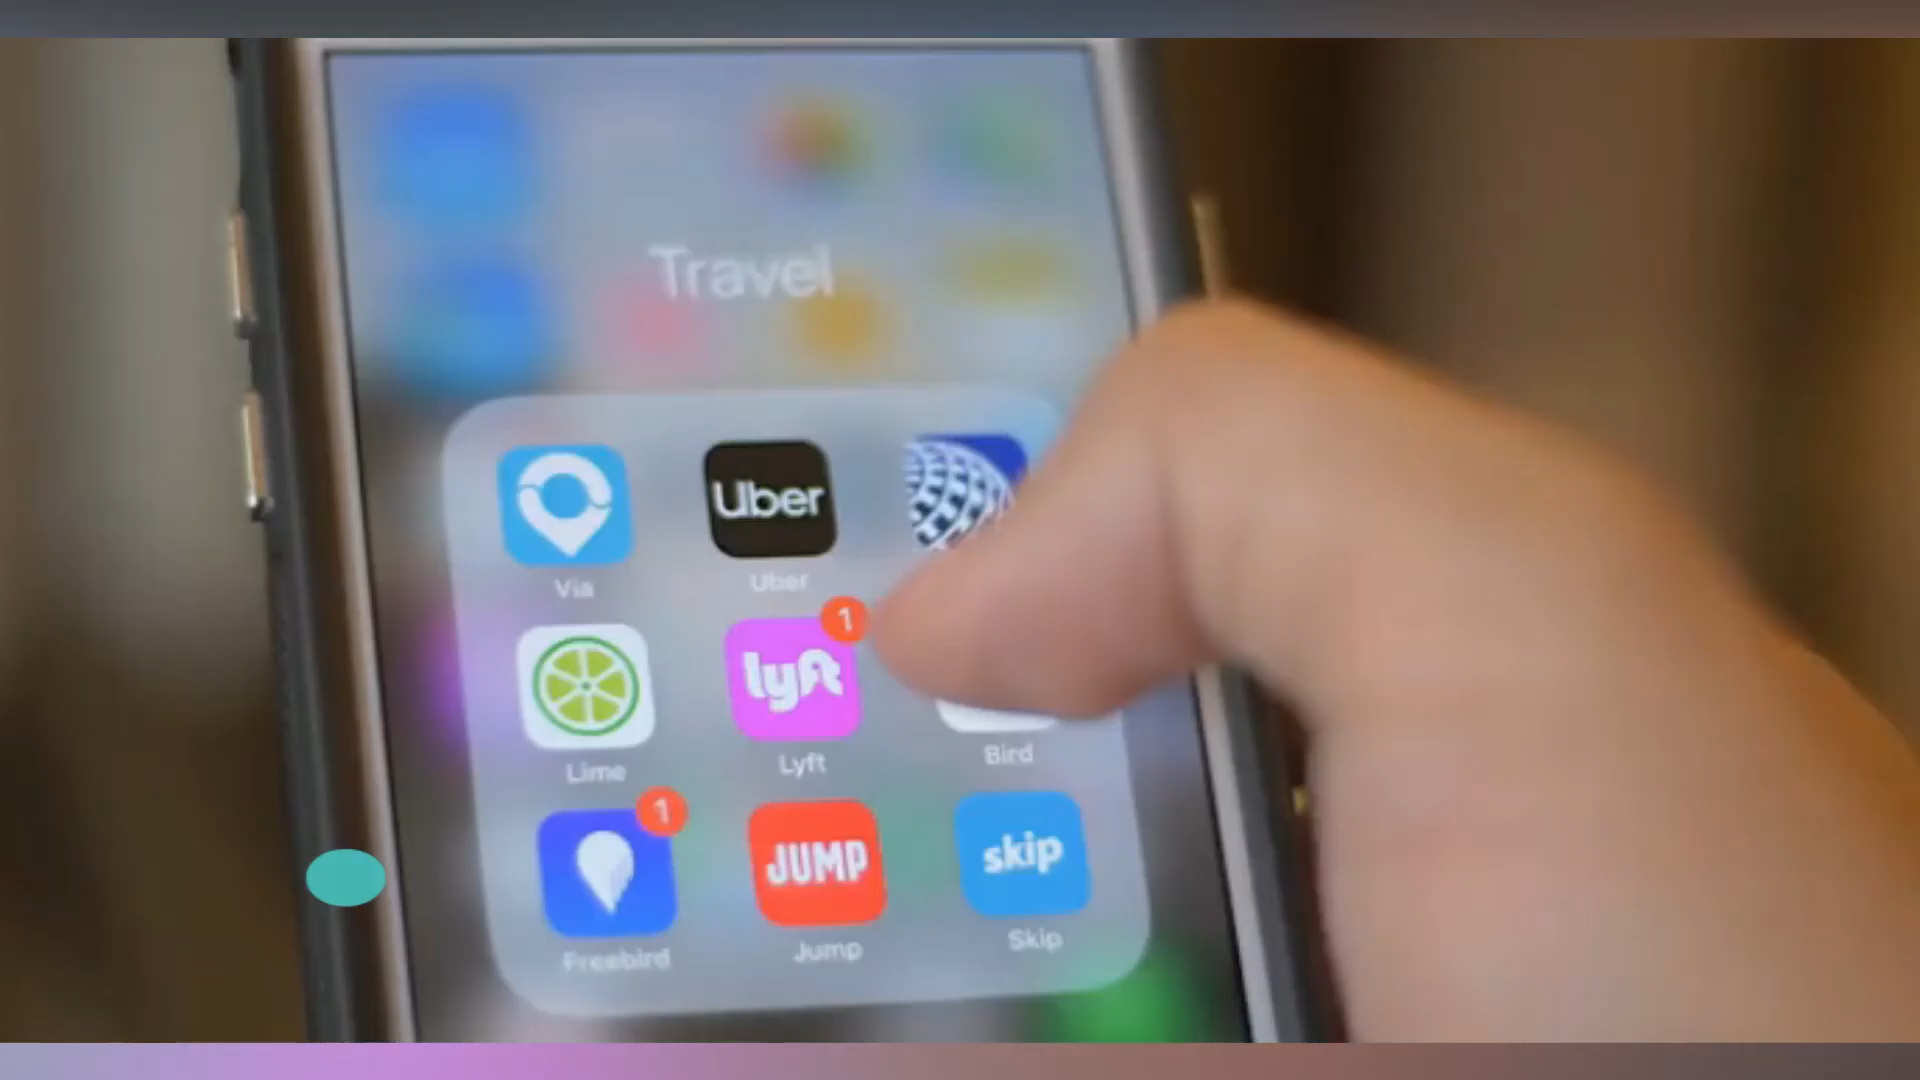 Travel
Uber
Via
Uber
1
lyft
Lime
Lyft
Bird
1
JUMP
skip
Freebird
Jump
Skip